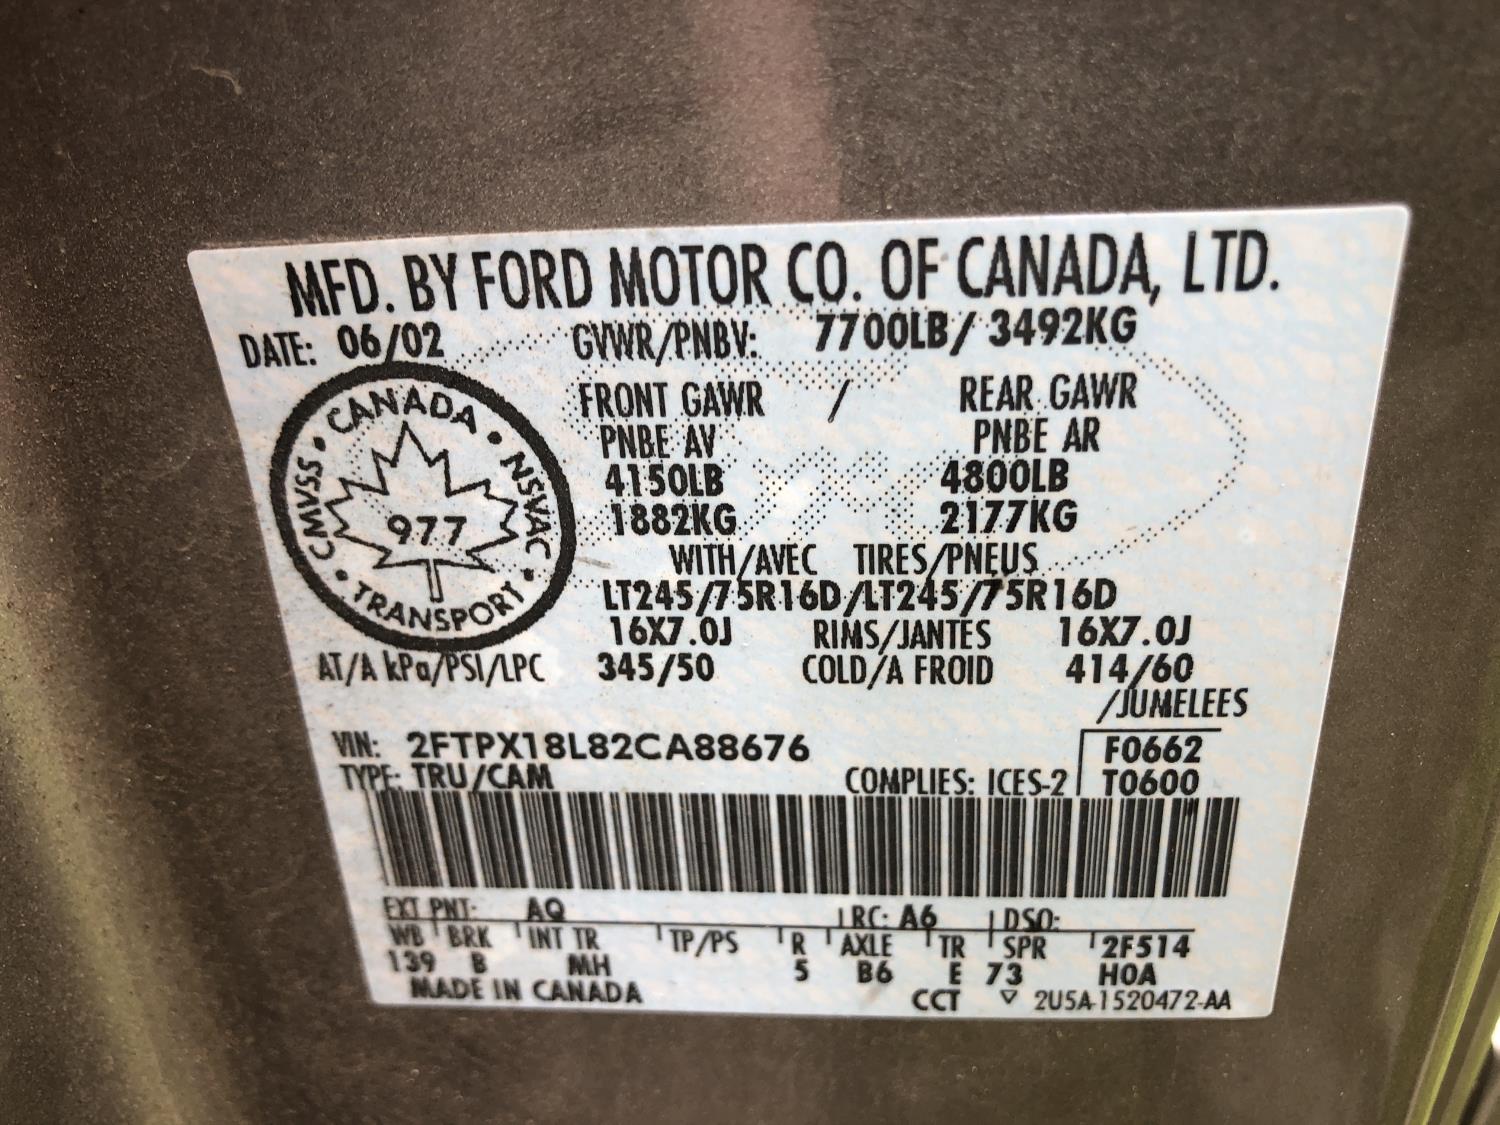 MFD. BY FORD MOTOR CO. OF CANADA, LTD.
DATE: 06/02 GVWR/PNBV: 7700LB/ 3492KG
FRONT GAWR / REAR GAWR
PNBE AV PNBE AR
4150LB 4800LB
1882KG 2177KG
WITH/AVEC TIRES/PNEUS
LT245/75R16D/LT245/75R16D
16X7.0J RIMS/JANTES 16X7.0J
AT/A kPa/PSI/LPC 345/50 COLD/A FROID 414/60
/JUMELEES
CANADA
CMVSS • 977 • NSVAC
TRANSPORT
VIN: 2FTPX18L82CA88676 F0662
TYPE: TRU/CAM COMPLIES: ICES-2 T0600
EXT PNT: AQ RC: A6 DSO:
WB BRK INT TR TP/PS R AXLE TR SPR 2F514
139 B MH 5 B6 E 73 H0A
MADE IN CANADA CCT ▽ 2U5A-1520472-AA